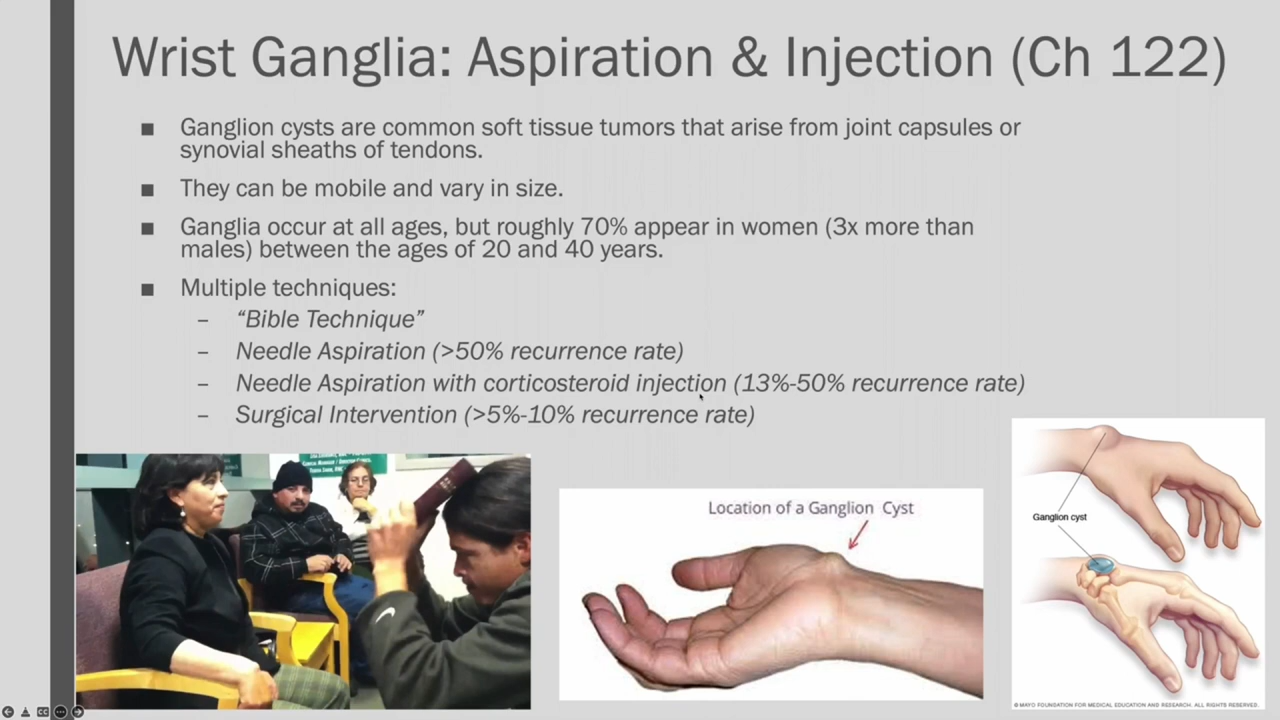 Wrist Ganglia: Aspiration & Injection (Ch 122)
■ Ganglion cysts are common soft tissue tumors that arise from joint capsules or
synovial sheaths of tendons.
■ They can be mobile and vary in size.
■ Ganglia occur at all ages, but roughly 70% appear in women (3x more than
males) between the ages of 20 and 40 years.
■ Multiple techniques:
– “Bible Technique”
– Needle Aspiration (>50% recurrence rate)
– Needle Aspiration with corticosteroid injection (13%-50% recurrence rate)
– Surgical Intervention (>5%-10% recurrence rate)
Location of a Ganglion Cyst
Ganglion cyst
© MAYO FOUNDATION FOR MEDICAL EDUCATION AND RESEARCH. ALL RIGHTS RESERVED.